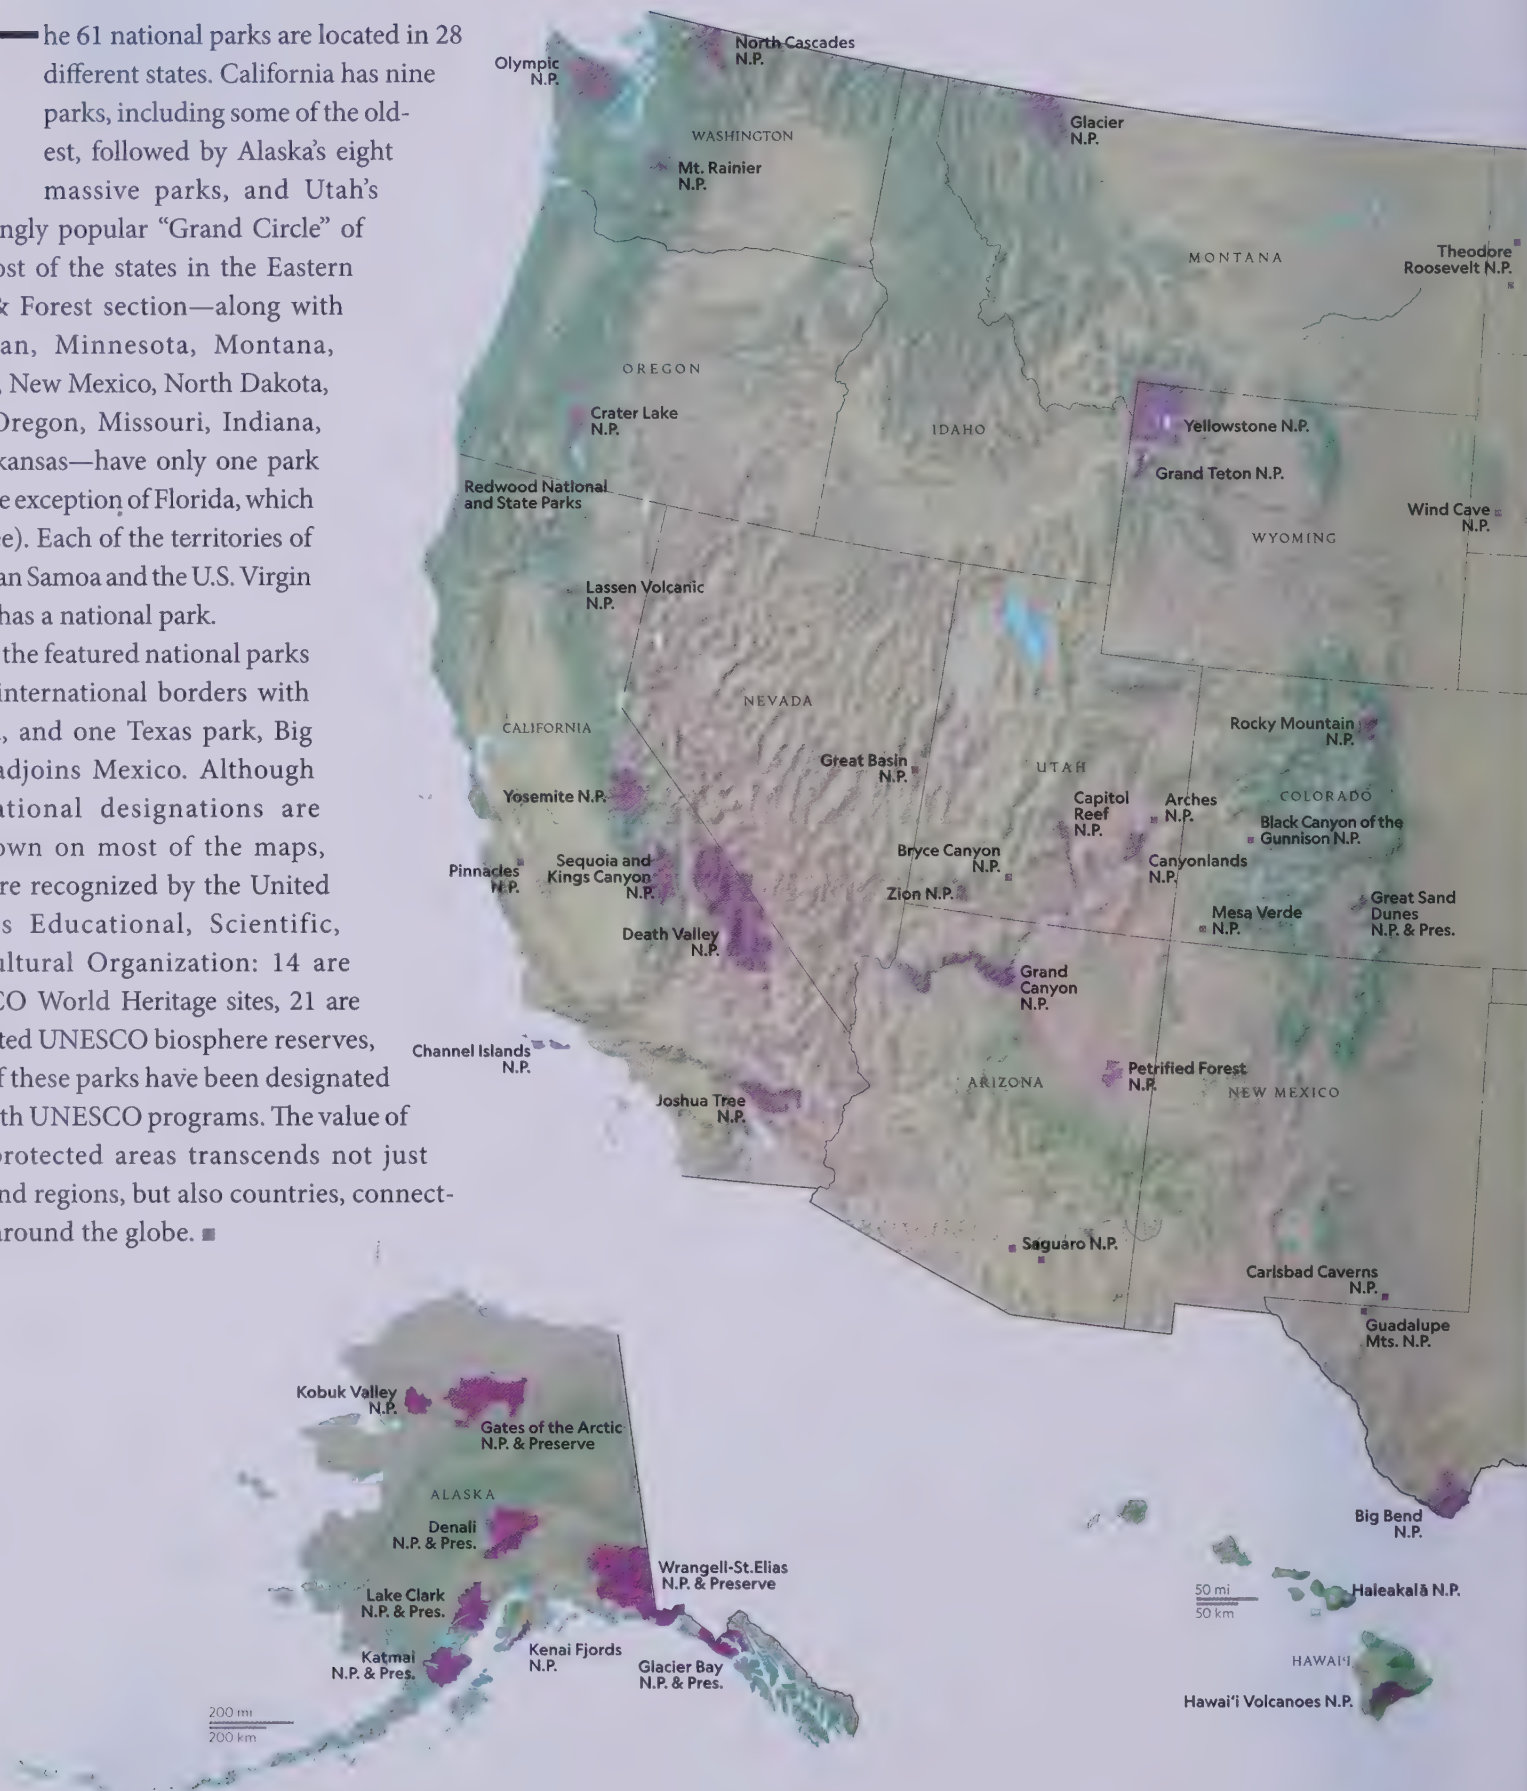 he 61 national parks are located in 28
different states. California has nine
parks, including some of the old-
est, followed by Alaska's eight
massive parks, and Utah's
ngly popular “Grand Circle” of
ost of the states in the Eastern
& Forest section—along with
an, Minnesota, Montana,
, New Mexico, North Dakota,
Oregon, Missouri, Indiana,
kansas—have only one park
e exception of Florida, which
e). Each of the territories of
an Samoa and the U.S. Virgin
has a national park.
the featured national parks
international borders with
, and one Texas park, Big
adjoins Mexico. Although
ational designations are
own on most of the maps,
re recognized by the United
s Educational, Scientific,
ultural Organization: 14 are
CO World Heritage sites, 21 are
ted UNESCO biosphere reserves,
f these parks have been designated
th UNESCO programs. The value of
protected areas transcends not just
nd regions, but also countries, connect-
around the globe.
Olympic
N.P.
North Cascades
N.P.
Glacier
N.P.
WASHINGTON
Mt. Rainier
N.P.
MONTANA
Theodore
Roosevelt N.P.
OREGON
Crater Lake
N.P.
IDAHO
Yellowstone N.P.
Grand Teton N.P.
Redwood National
and State Parks
Wind Cave
N.P.
WYOMING
Lassen Volcanic
N.P.
NEVADA
CALIFORNIA
Rocky Mountain
N.P.
Great Basin
N.P.
UTAH
Yosemite N.P.
Capitol
Reef
N.P.
Arches
N.P.
COLORADO
Black Canyon of the
Gunnison N.P.
Pinnacles
N.P.
Sequoia and
Kings Canyon
N.P.
Bryce Canyon
N.P.
Canyonlands
N.P.
Zion N.P.
Great Sand
Dunes
N.P. & Pres.
Mesa Verde
N.P.
Death Valley
N.P.
Grand
Canyon
N.P.
Channel Islands
N.P.
Petrified Forest
N.P.
ARIZONA
NEW MEXICO
Joshua Tree
N.P.
Saguaro N.P.
Carlsbad Caverns
N.P.
Guadalupe
Mts. N.P.
Kobuk Valley
N.P.
Gates of the Arctic
N.P. & Preserve
ALASKA
Denali
N.P. & Pres.
Big Bend
N.P.
Wrangell-St.Elias
N.P. & Preserve
Lake Clark
N.P. & Pres.
50 mi
50 km
Haleakalā N.P.
Katmai
N.P. & Pres.
Kenai Fjords
N.P.
Glacier Bay
N.P. & Pres.
HAWAI‘I
Hawai‘i Volcanoes N.P.
200 mi
200 km